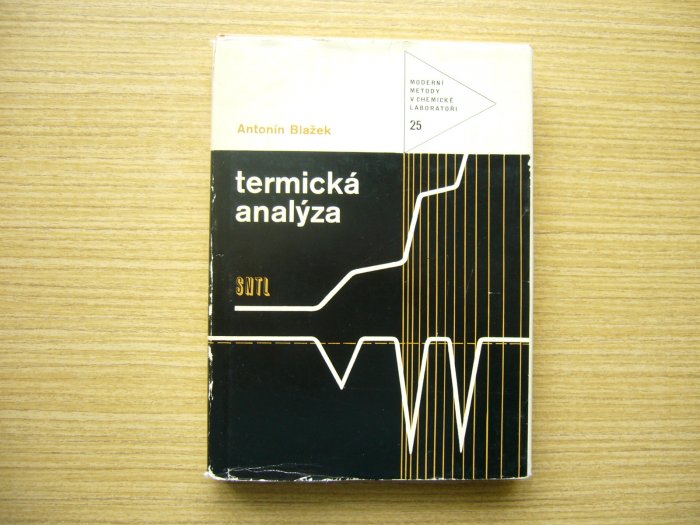 MODERNÍ
METODY
V CHEMICKÉ
LABORATOŘI
25
Antonín Blažek
termická
analýza
SNTL